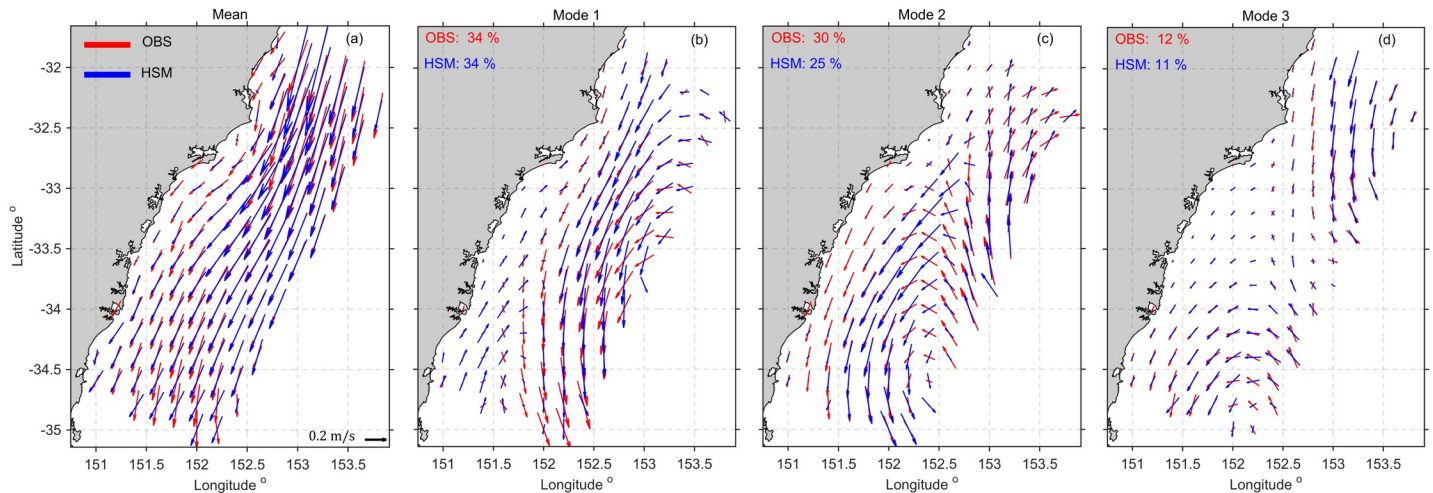 Mean
Mode 1
Mode 2
Mode 3
OBS
HSM
(a)
OBS: 34 %
HSM: 34 %
(b)
OBS: 30 %
HSM: 25 %
(c)
OBS: 12 %
HSM: 11 %
(d)
-32
-32.5
-33
-33.5
-34
-34.5
-35
Latitude °
0.2 m/s
151 151.5 152 152.5 153 153.5
151 151.5 152 152.5 153 153.5
151 151.5 152 152.5 153 153.5
151 151.5 152 152.5 153 153.5
Longitude °
Longitude °
Longitude °
Longitude °